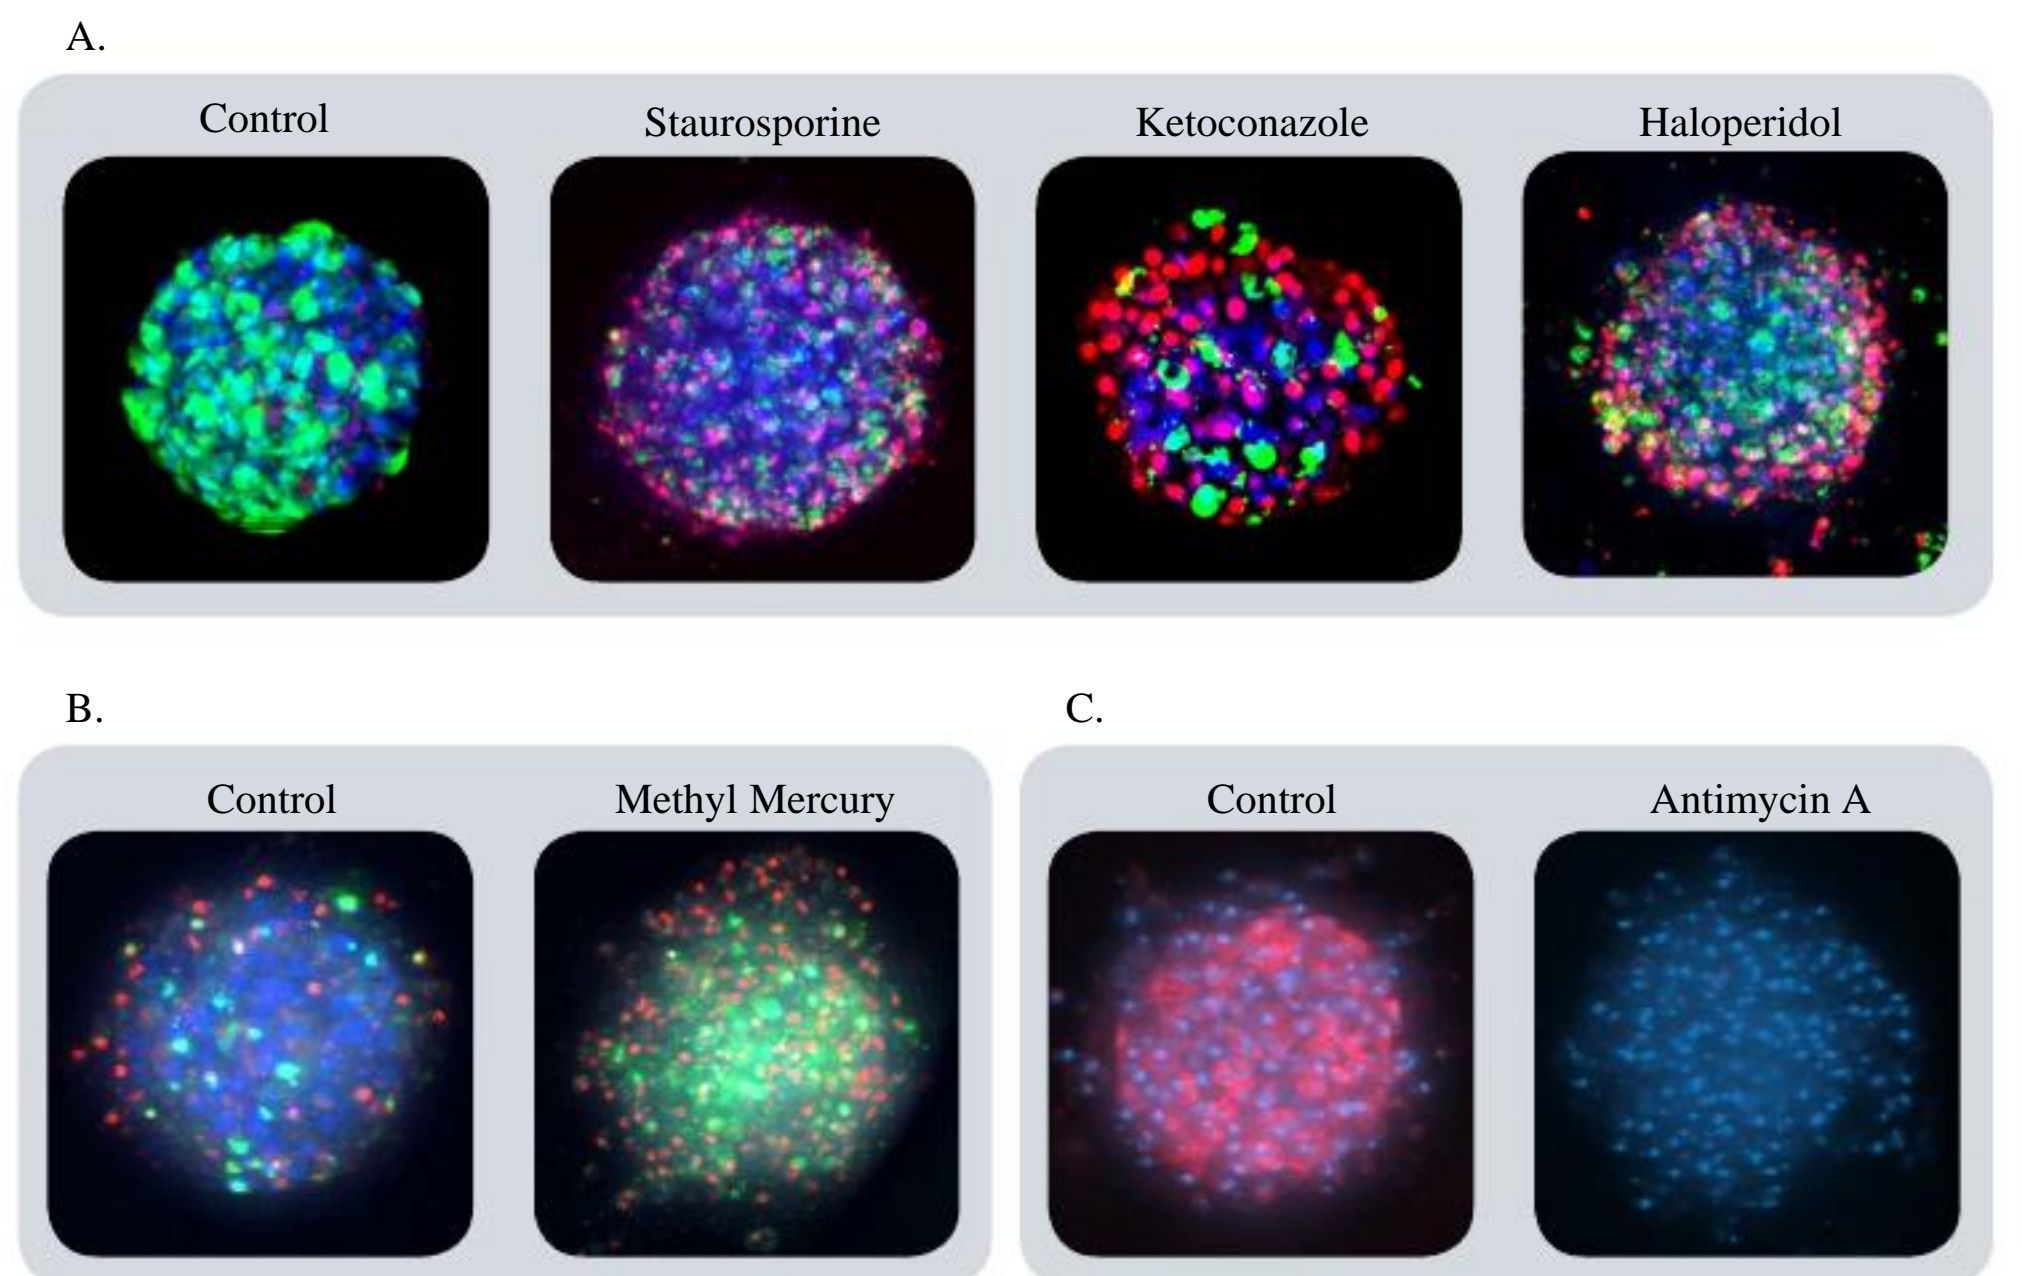 A.
Control Staurosporine Ketoconazole Haloperidol
B. C.
Control Methyl Mercury Control Antimycin A